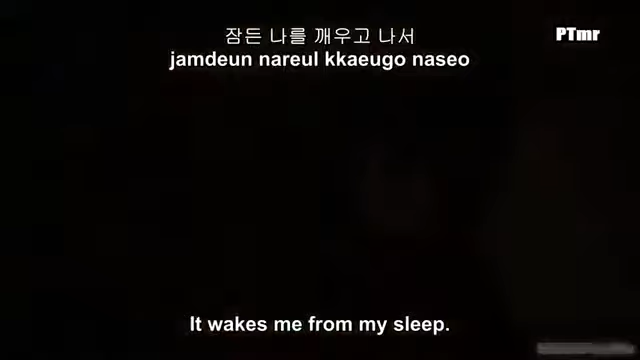 잠든 나를 깨우고 나서
PTmr
jamdeun nareul kkaeugo naseo
It wakes me from my sleep.